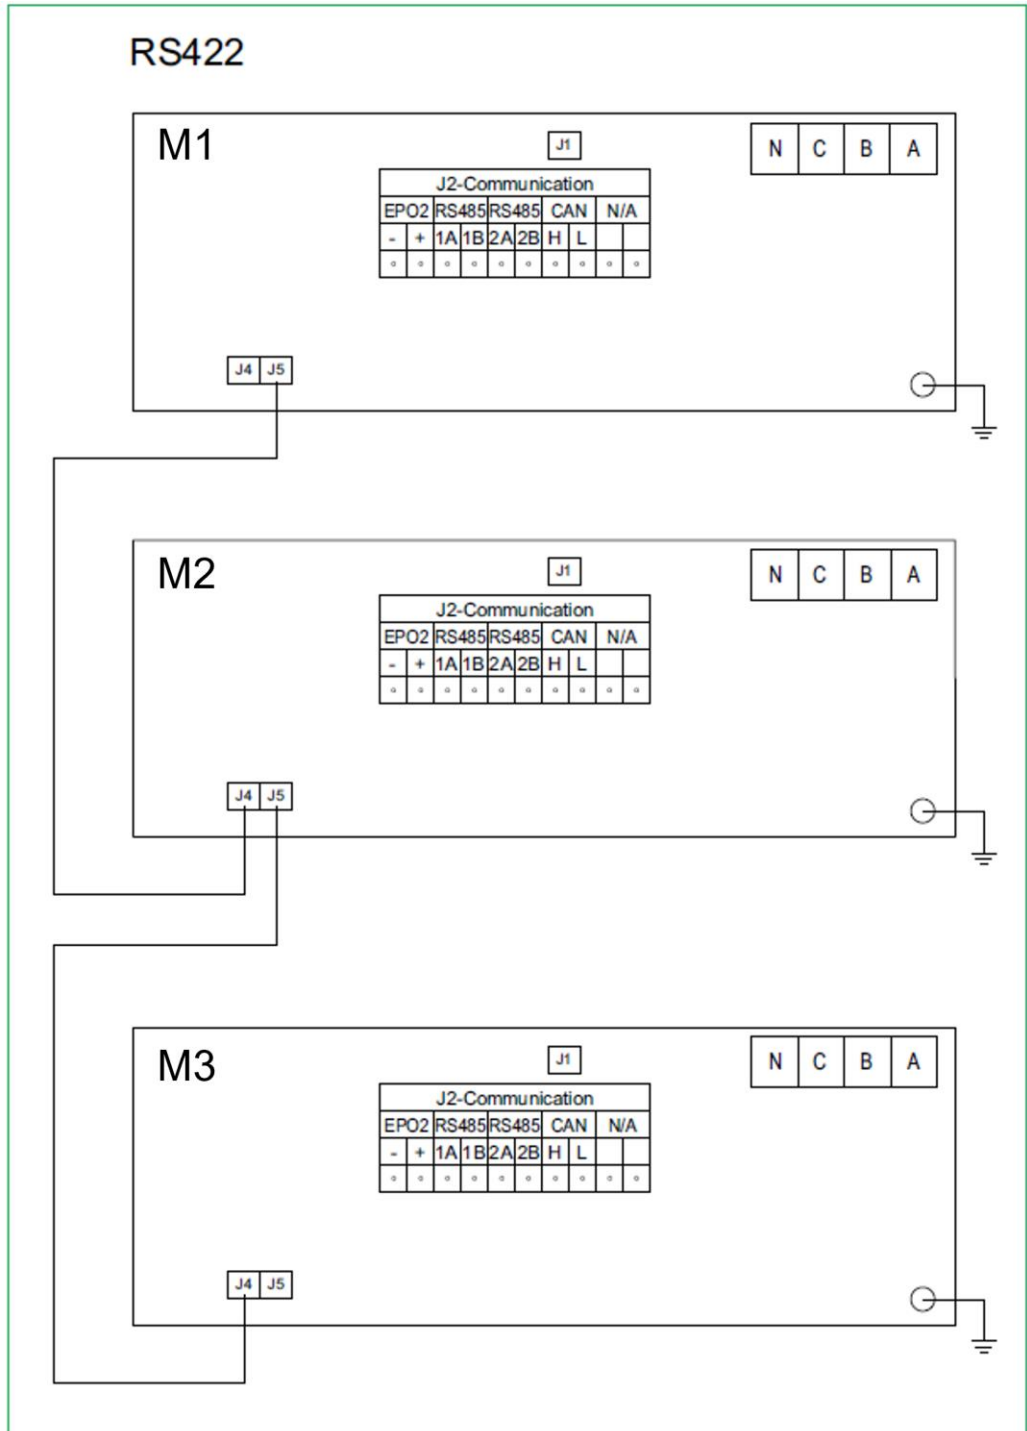 RS422
M1
J1
N C B A
J2-Communication
EPO2 RS485 RS485 CAN N/A
- + 1A 1B 2A 2B H L
J4 J5
M2
J1
N C B A
J2-Communication
EPO2 RS485 RS485 CAN N/A
- + 1A 1B 2A 2B H L
J4 J5
M3
J1
N C B A
J2-Communication
EPO2 RS485 RS485 CAN N/A
- + 1A 1B 2A 2B H L
J4 J5